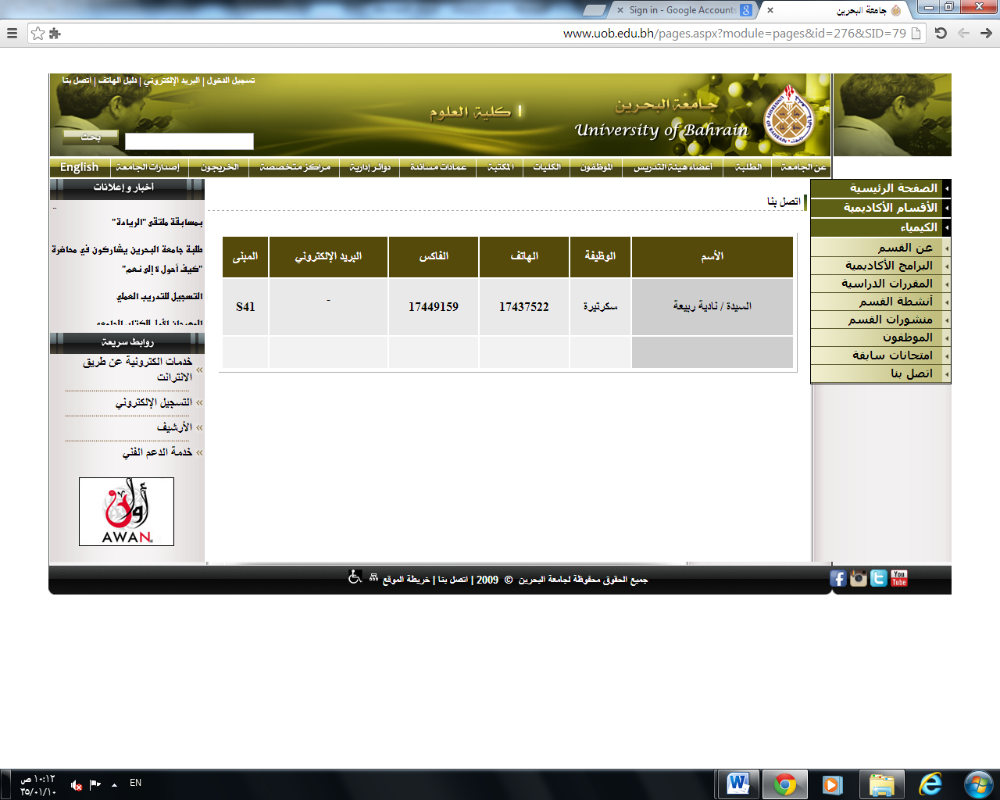 جامعة البحرين
Sign in - Google Accounts
www.uob.edu.bh/pages.aspx?module=pages&id=276&SID=79
تسجيل الدخول | البريد الإلكتروني | دليل الهاتف | اتصل بنا
جامعة البحرين
University of Bahrain
كلية العلوم
بحث
عن الجامعة
الطلبة
أعضاء هيئة التدريس
الموظفون
الكليات
المكتبة
عمادات مساندة
دوائر إدارية
مراكز متخصصة
الخريجون
إصدارات الجامعة
English
الصفحة الرئيسية
الأقسام الأكاديمية
الكيمياء
عن القسم
البرامج الأكاديمية
المقررات الدراسية
أنشطة القسم
منشورات القسم
الموظفون
امتحانات سابقة
اتصل بنا
اتصل بنا
الأسم الوظيفة الهاتف الفاكس البريد الإلكتروني المبنى
السيدة / نادية ربيعة سكرتيرة 17437522 17449159 - S41
أخبار و إعلانات
بمسابقة ملتقى "الريادة"
طلبة جامعة البحرين يشاركون في محاضرة
"كيف أحول لا إلى نعم"
التسجيل للتدريب العملي
روابط سريعة
خدمات الكترونية عن طريق
الانترانت
التسجيل الإلكتروني
الأرشيف
خدمة الدعم الفني
أوان
AWAN
جميع الحقوق محفوظة لجامعة البحرين © 2009 | اتصل بنا | خريطة الموقع
You
Tube
EN
١٠:١٢ ص
٣٥/٠١/١٠